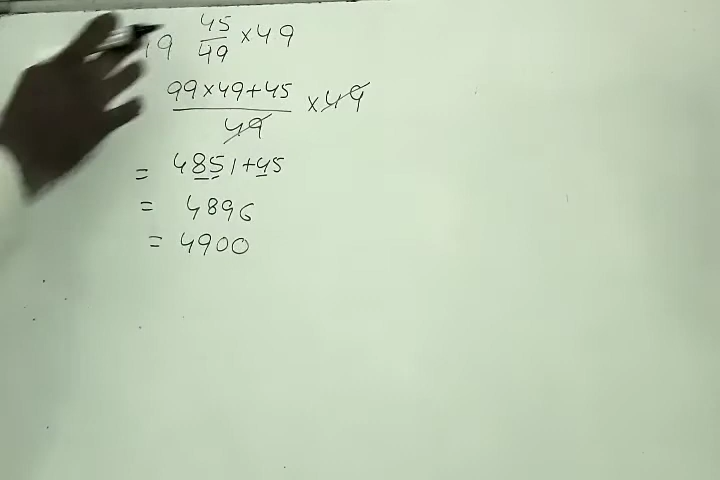 19 45/49 × 49
99×49+45/49 × 49
= 4851+45
= 4896
= 4900